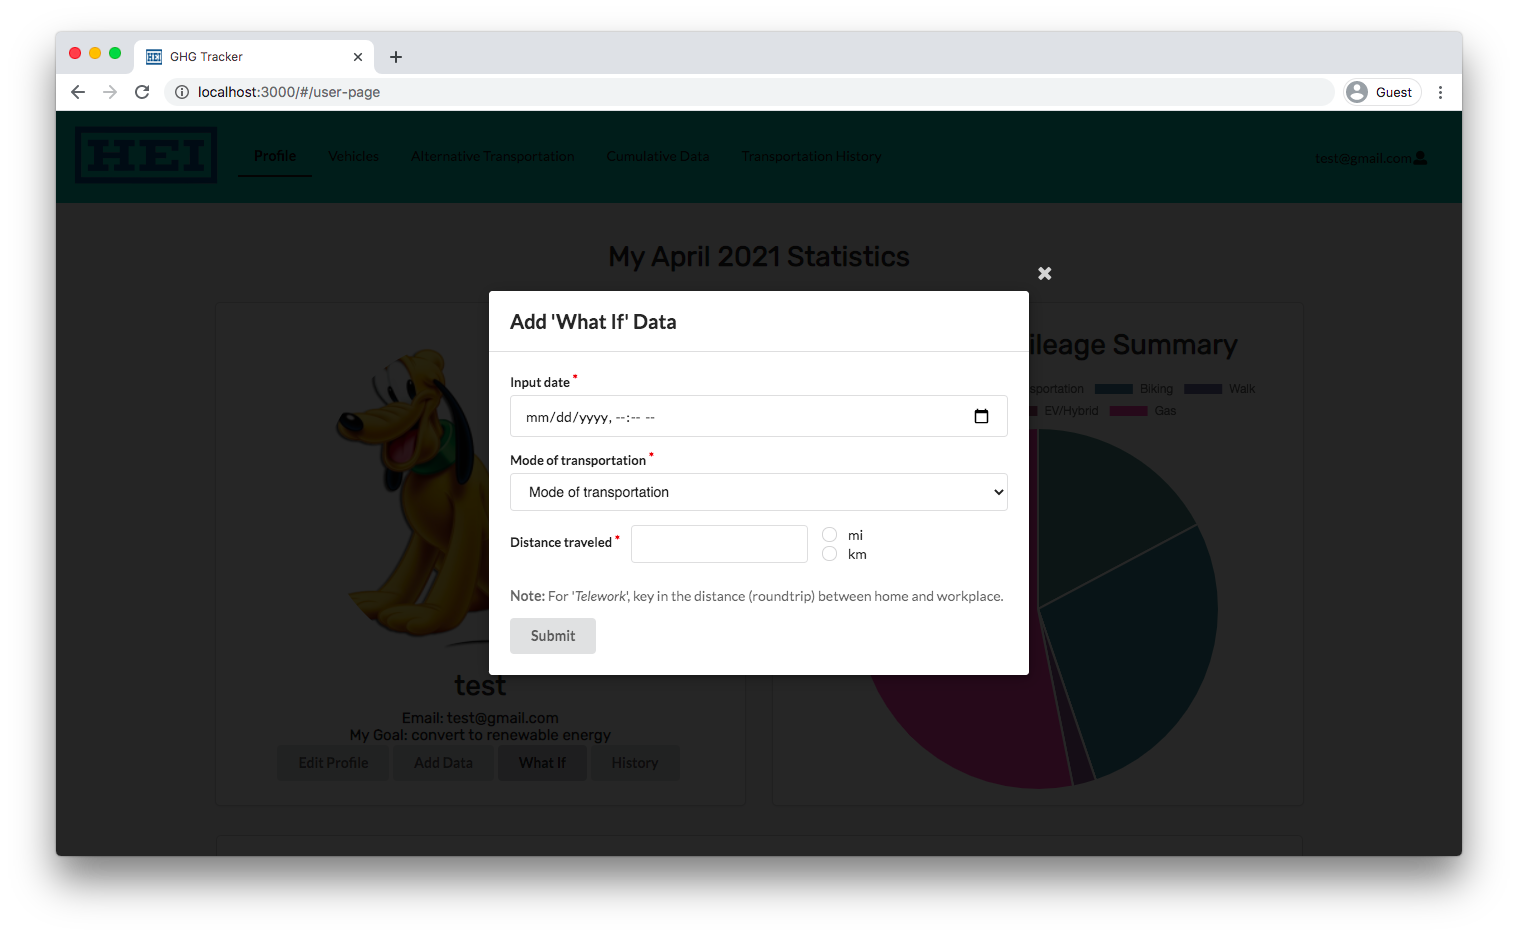 GHG Tracker
localhost:3000/#/user-page
Guest
HEI
Profile Vehicles Alternative Transportation Cumulative Data Transportation History
test@gmail.com
My April 2021 Statistics
Add 'What If' Data
Input date *
mm/dd/yyyy, --:-- --
Mode of transportation *
Mode of transportation
Distance traveled *
mi
km
Note: For 'Telework', key in the distance (roundtrip) between home and workplace.
Submit
ileage Summary
sportation Biking Walk
EV/Hybrid Gas
test
Email: test@gmail.com
My Goal: convert to renewable energy
Edit Profile Add Data What If History